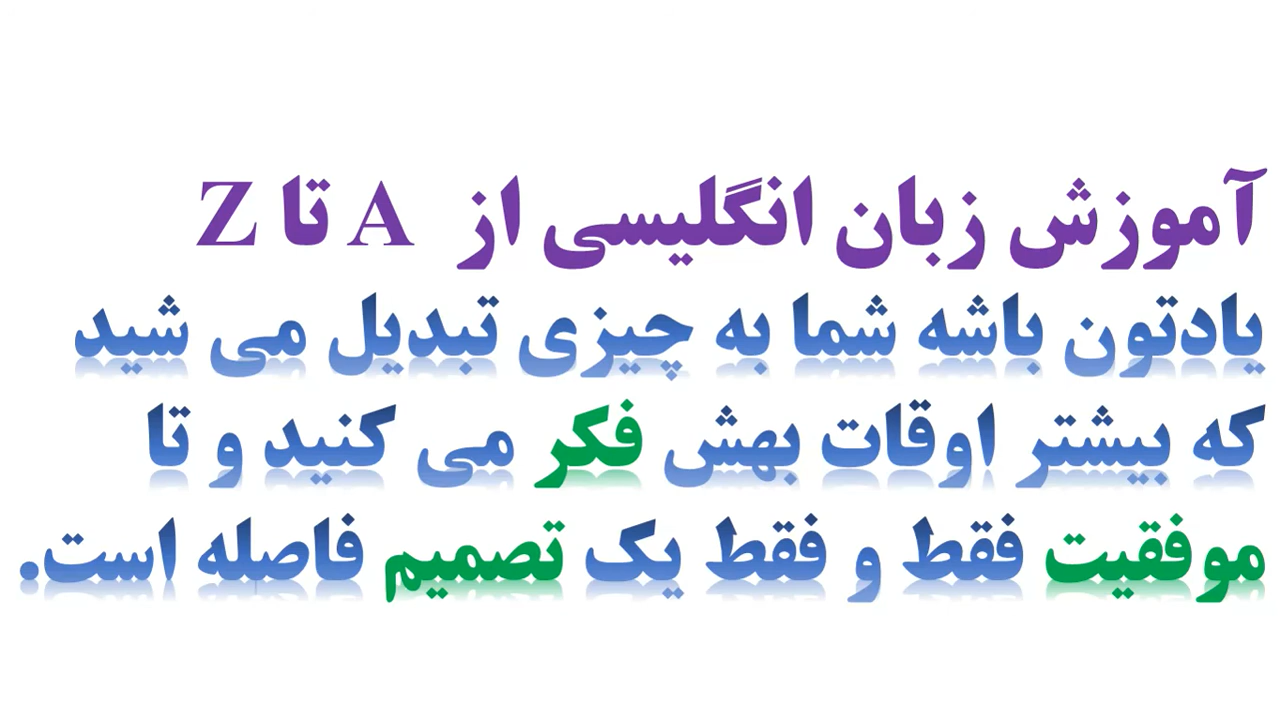 آموزش زبان انگلیسی از A تا Z
یادتون باشه شما به چیزی تبدیل می شید
که بیشتر اوقات بهش فکر می کنید و تا
موفقیت فقط و فقط یک تصمیم فاصله است.